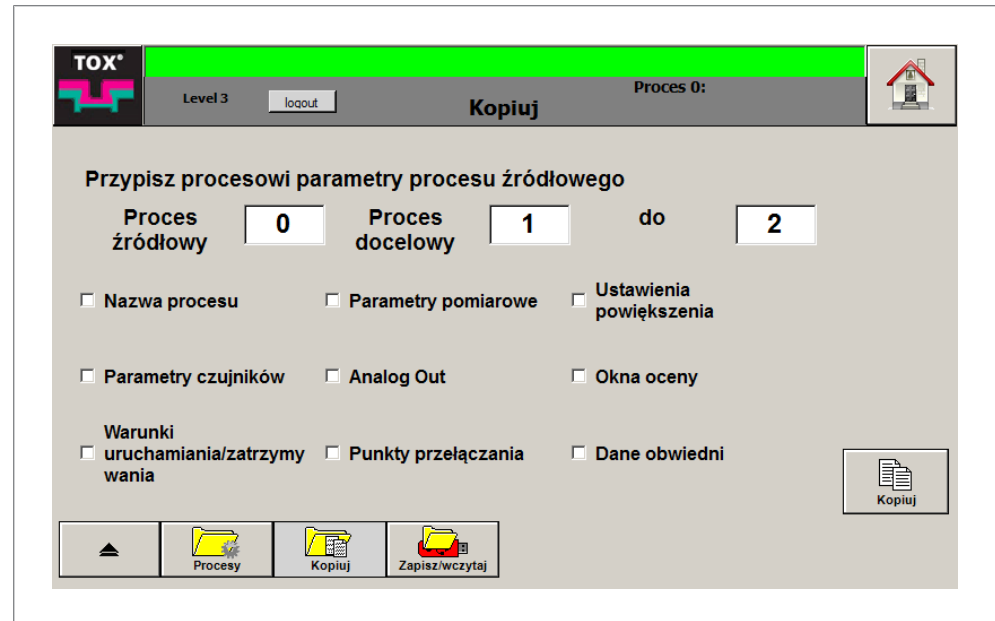 TOX®
Level 3
logout
Kopiuj
Proces 0:
Przypisz procesowi parametry procesu źródłowego
Proces źródłowy
0
Proces docelowy
1
do
2
Nazwa procesu
Parametry pomiarowe
Ustawienia
powiększenia
Parametry czujników
Analog Out
Okna oceny
Warunki
uruchamiania/zatrzymy
wania
Punkty przełączania
Dane obwiedni
Kopiuj
Procesy
Kopiuj
Zapisz/wczytaj